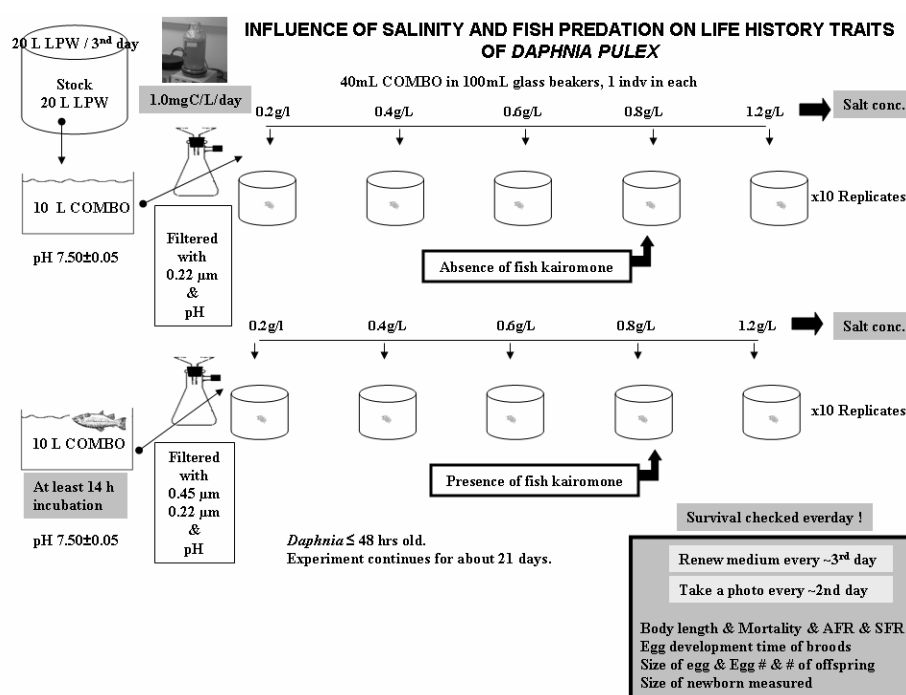 INFLUENCE OF SALINITY AND FISH PREDATION ON LIFE HISTORY TRAITS
OF DAPHNIA PULEX
20 L LPW / 3rd day
Stock
20 L LPW
1.0mgC/L/day
40mL COMBO in 100mL glass beakers, 1 indv in each
0.2g/l 0.4g/L 0.6g/L 0.8g/L 1.2g/L
Salt conc.
10 L COMBO
x10 Replicates
pH 7.50±0.05
Filtered
with
0.22 µm
&
pH
Absence of fish kairomone
0.2g/l 0.4g/L 0.6g/L 0.8g/L 1.2g/L
Salt conc.
10 L COMBO
x10 Replicates
At least 14 h
incubation
pH 7.50±0.05
Filtered
with
0.45 µm
0.22 µm
&
pH
Presence of fish kairomone
Daphnia ≤ 48 hrs old.
Experiment continues for about 21 days.
Survival checked everday !
Renew medium every ~3rd day
Take a photo every ~2nd day
Body length & Mortality & AFR & SFR
Egg development time of broods
Size of egg & Egg # & # of offspring
Size of newborn measured